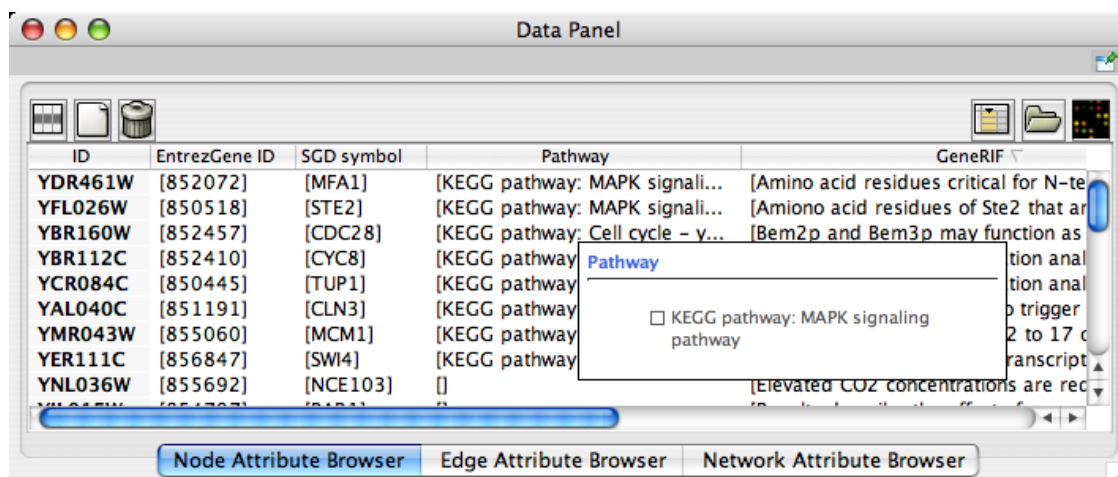 Data Panel
ID EntrezGene ID SGD symbol Pathway GeneRIF
YDR461W [852072] [MFA1] [KEGG pathway: MAPK signali... [Amino acid residues critical for N-te
YFL026W [850518] [STE2] [KEGG pathway: MAPK signali... [Amiono acid residues of Ste2 that ar
YBR160W [852457] [CDC28] [KEGG pathway: Cell cycle – y... [Bem2p and Bem3p may function as
YBR112C [852410] [CYC8] [KEGG pathway tion anal
YCR084C [850445] [TUP1] [KEGG pathway tion anal
YAL040C [851191] [CLN3] [KEGG pathway trigger
YMR043W [855060] [MCM1] [KEGG pathway 2 to 17
YER111C [856847] [SWI4] [KEGG pathway ranscript
YNL036W [855692] [NCE103] [] [Elevated CO2 concentrations are rec
Pathway
KEGG pathway: MAPK signaling
pathway
Node Attribute Browser Edge Attribute Browser Network Attribute Browser